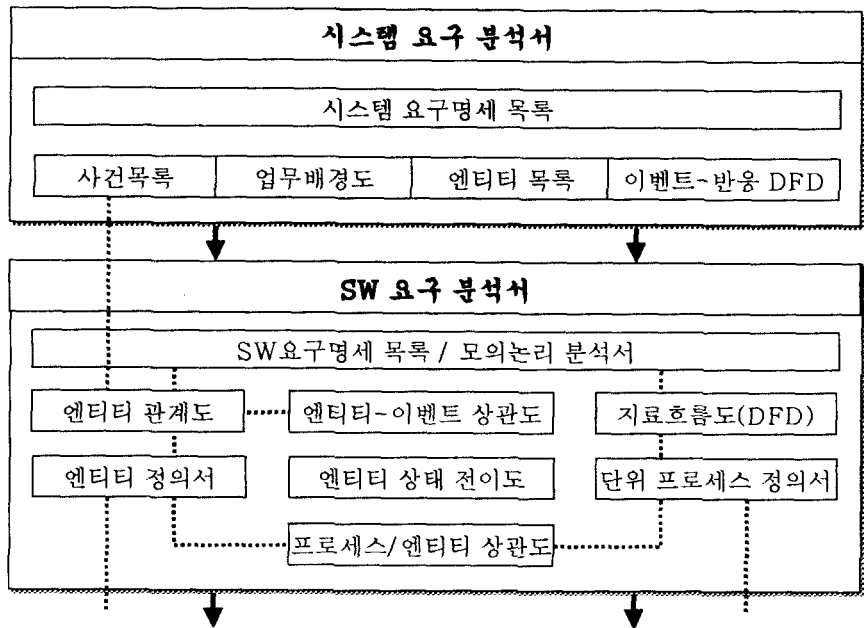 시스템 요구 분석서
시스템 요구명세 목록
사건목록 업무배경도 엔티티 목록 이벤트-반응 DFD
SW 요구 분석서
SW요구명세 목록 / 모의논리 분석서
엔티티 관계도 엔티티-이벤트 상관도 지료흐름도(DFD)
엔티티 정의서 엔티티 상태 전이도 단위 프로세스 정의서
프로세스/엔티티 상관도